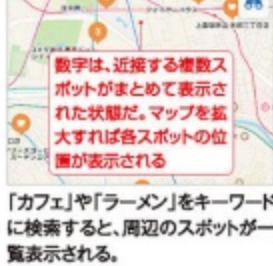 数字は、近接する複数ス
ポットがまとめて表示さ
れた状態だ。マップを拡
大すれば各スポットの位
置が表示される
「カフェ」や「ラーメン」をキーワード
に検索すると、周辺のスポットが一
覧表示される。